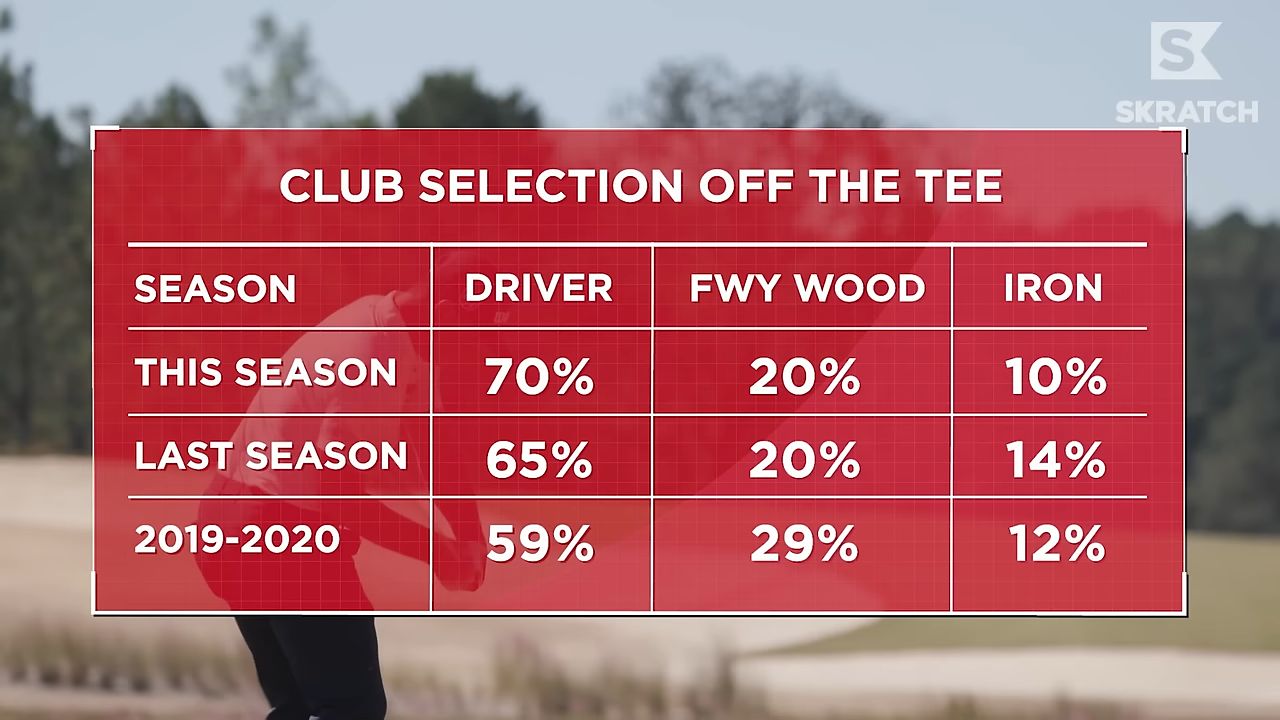 S
SKRATCH
CLUB SELECTION OFF THE TEE
SEASON DRIVER FWY WOOD IRON
THIS SEASON 70% 20% 10%
LAST SEASON 65% 20% 14%
2019-2020 59% 29% 12%